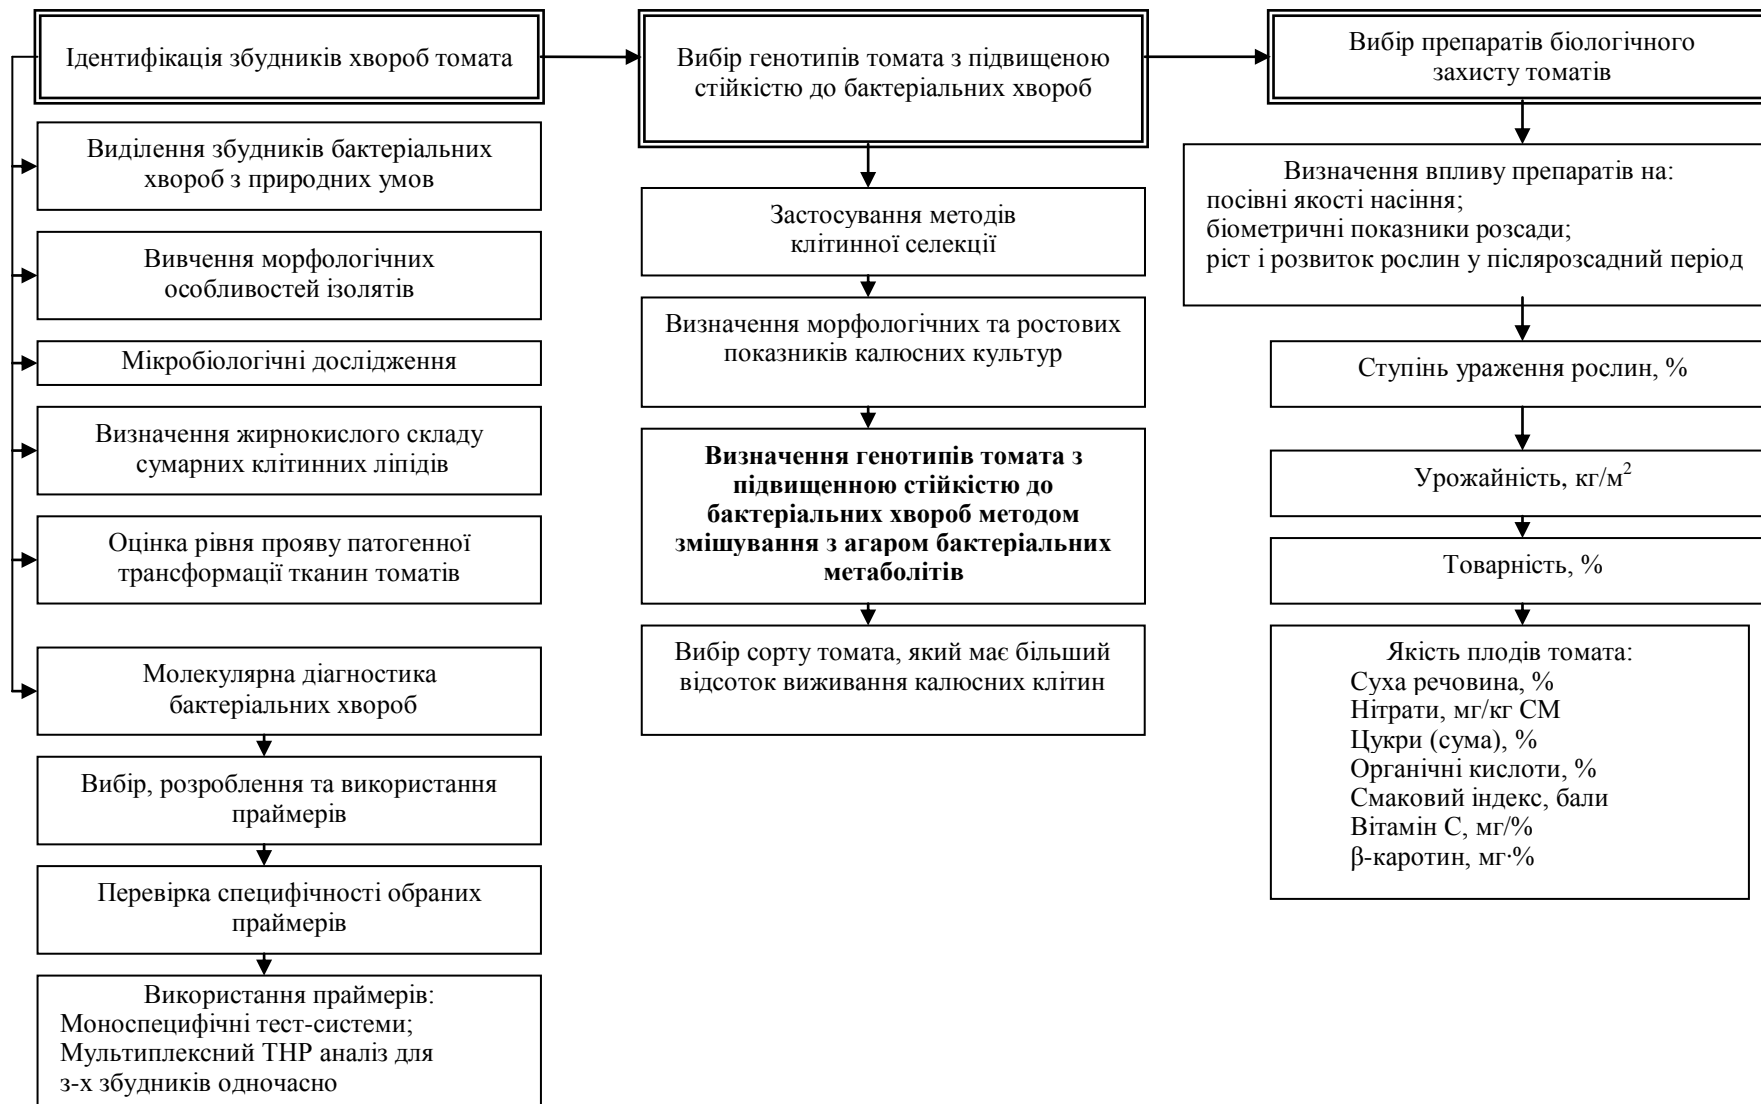 Ідентифікація збудників хвороб томата
Виділення збудників бактеріальних
хвороб з природних умов
Вивчення морфологічних
особливостей ізолятів
Мікробіологічні дослідження
Визначення жирнокислого складу
сумарних клітинних ліпідів
Оцінка рівня прояву патогенної
трансформації тканин томатів
Молекулярна діагностика
бактеріальних хвороб
Вибір, розроблення та використання
праймерів
Перевірка специфічності обраних
праймерів
Використання праймерів:
Моноспецифічні тест-системи;
Мультиплексний ТНР аналіз для
з-х збудників одночасно
Вибір генотипів томата з підвищеною
стійкістю до бактеріальних хвороб
Застосування методів
клітинної селекції
Визначення морфологічних та ростових
показників калюсних культур
Визначення генотипів томата з
підвищенною стійкістю до
бактеріальних хвороб методом
змішування з агаром бактеріальних
метаболітів
Вибір сорту томата, який має більший
відсоток виживання калюсних клітин
Вибір препаратів біологічного
захисту томатів
Визначення впливу препаратів на:
посівні якості насіння;
біометричні показники розсади;
ріст і розвиток рослин у післярозсадний період
Ступінь ураження рослин, %
Урожайність, кг/м²
Товарність, %
Якість плодів томата:
Суха речовина, %
Нітрати, мг/кг СМ
Цукри (сума), %
Органічні кислоти, %
Смаковий індекс, бали
Вітамін С, мг/%
β-каротин, мг·%